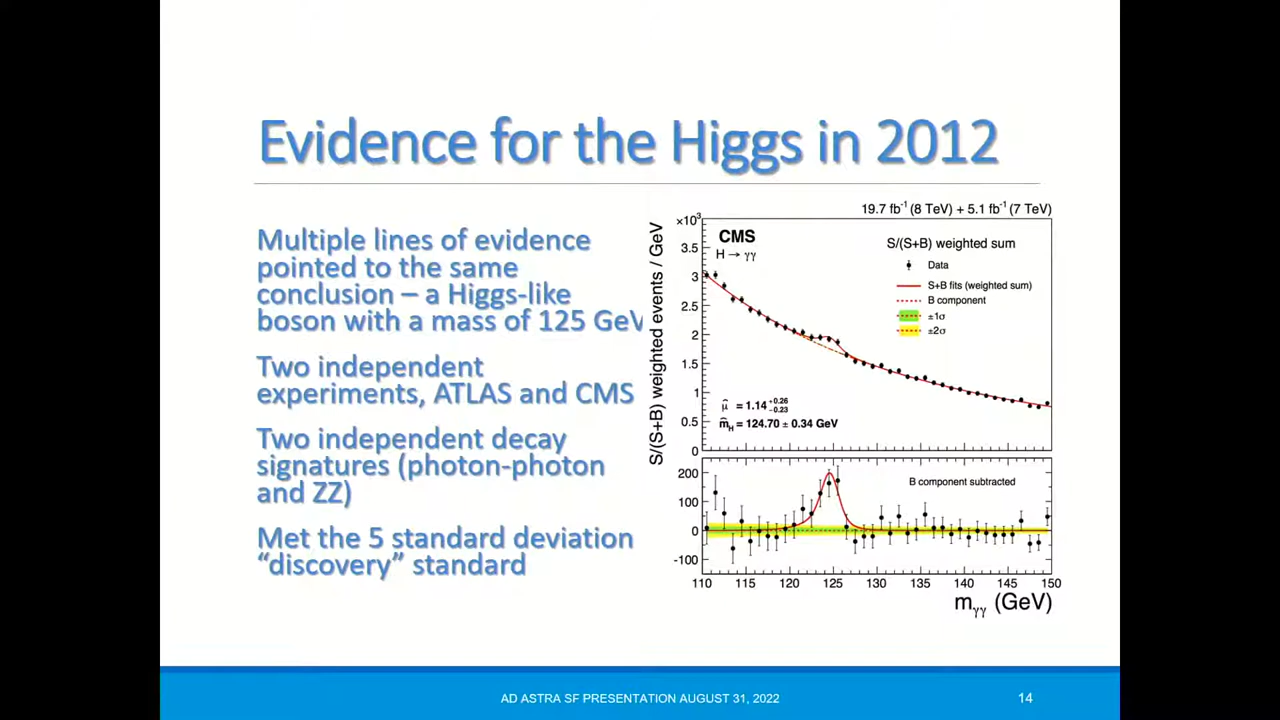 Evidence for the Higgs in 2012
Multiple lines of evidence
pointed to the same
conclusion – a Higgs-like
boson with a mass of 125 GeV
Two independent
experiments, ATLAS and CMS
Two independent decay
signatures (photon-photon
and ZZ)
Met the 5 standard deviation
“discovery” standard
19.7 fb⁻¹ (8 TeV) + 5.1 fb⁻¹ (7 TeV)
×10³
CMS
H → γγ
S/(S+B) weighted sum
Data
S+B fits (weighted sum)
B component
±1σ
±2σ
μ̂ = 1.14 +0.26 −0.23
m̂H = 124.70 ± 0.34 GeV
S/(S+B) weighted events / GeV
3.5
3
2.5
2
1.5
1
0.5
0
B component subtracted
200
100
0
-100
110 115 120 125 130 135 140 145 150
mγγ (GeV)
AD ASTRA SF PRESENTATION AUGUST 31, 2022
14